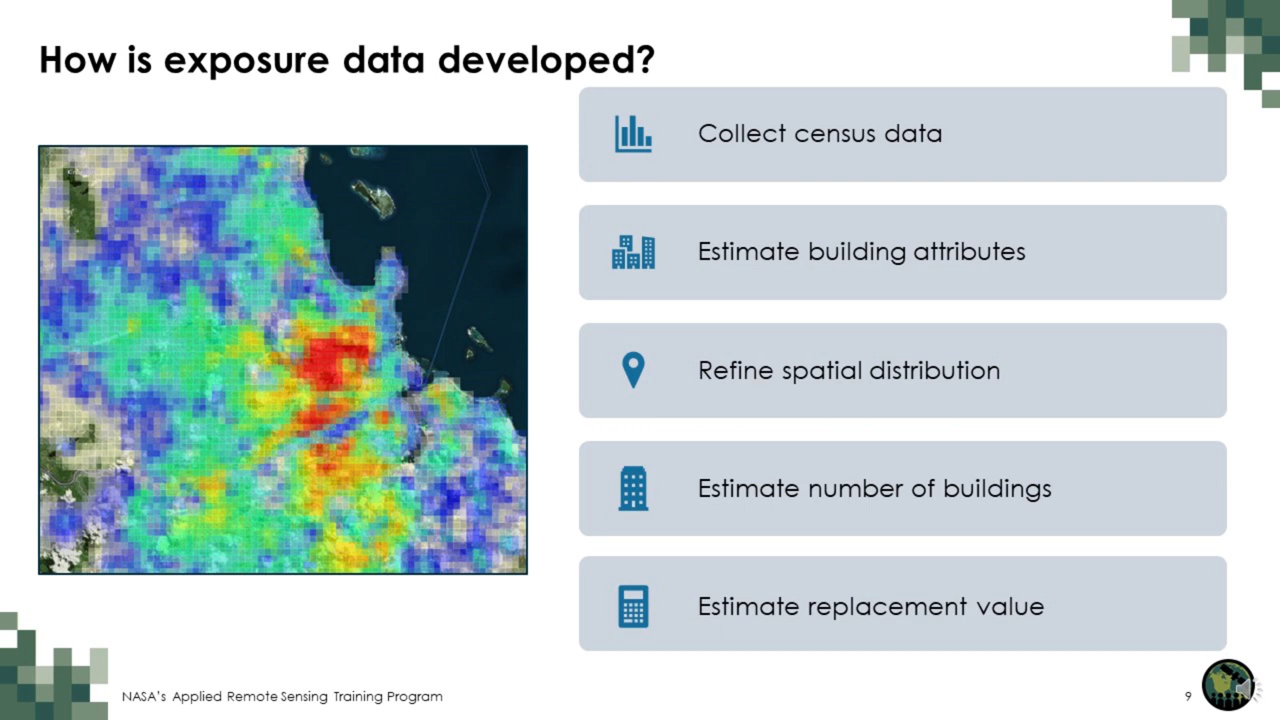 How is exposure data developed?
Collect census data
Estimate building attributes
Refine spatial distribution
Estimate number of buildings
Estimate replacement value
NASA's Applied Remote Sensing Training Program
9